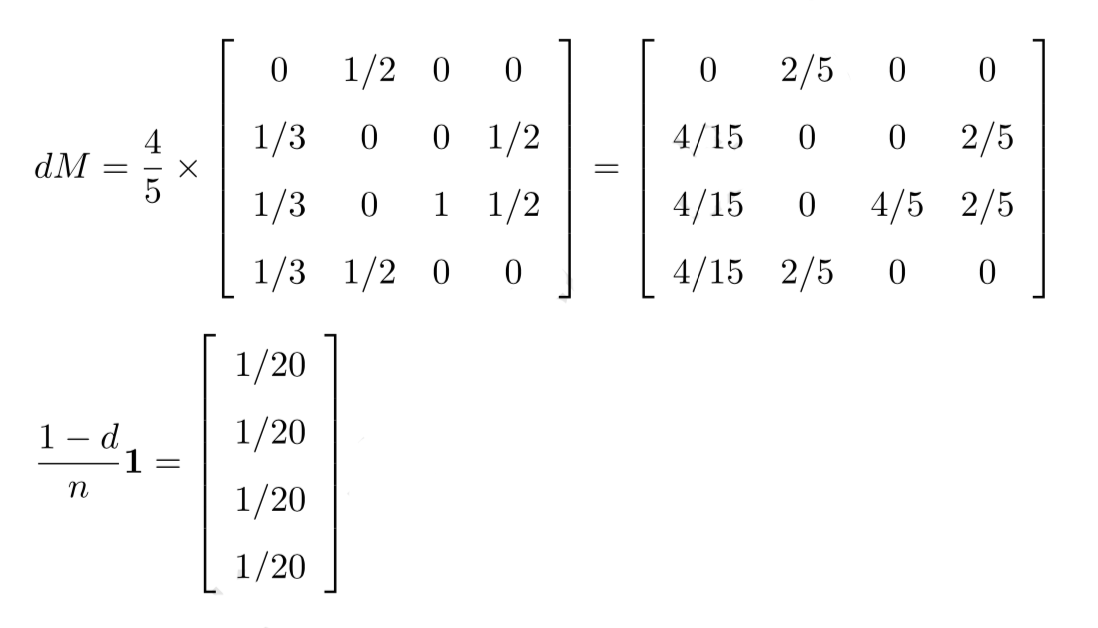 dM = 4/5 × [ 0 1/2 0 0 ; 1/3 0 0 1/2 ; 1/3 0 1 1/2 ; 1/3 1/2 0 0 ] = [ 0 2/5 0 0 ; 4/15 0 0 2/5 ; 4/15 0 4/5 2/5 ; 4/15 2/5 0 0 ]
(1 − d)/n 𝟏 = [ 1/20 ; 1/20 ; 1/20 ; 1/20 ]